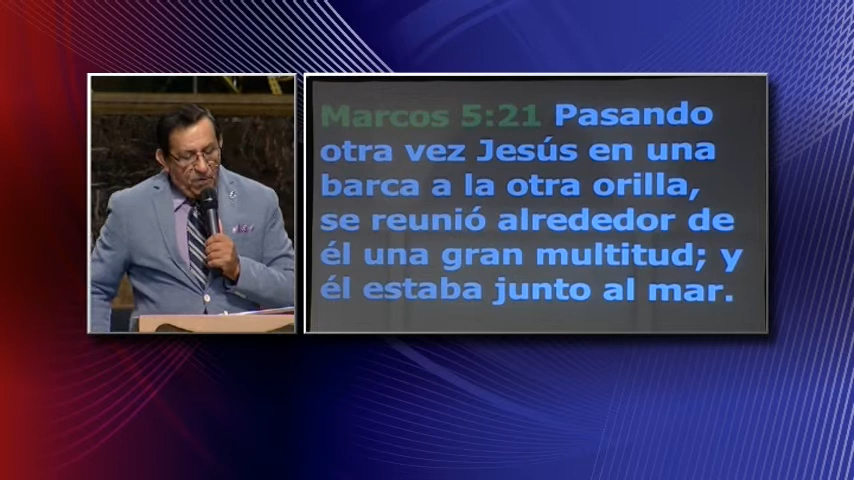 Marcos 5:21 Pasando
otra vez Jesús en una
barca a la otra orilla,
se reunió alrededor de
él una gran multitud; y
él estaba junto al mar.